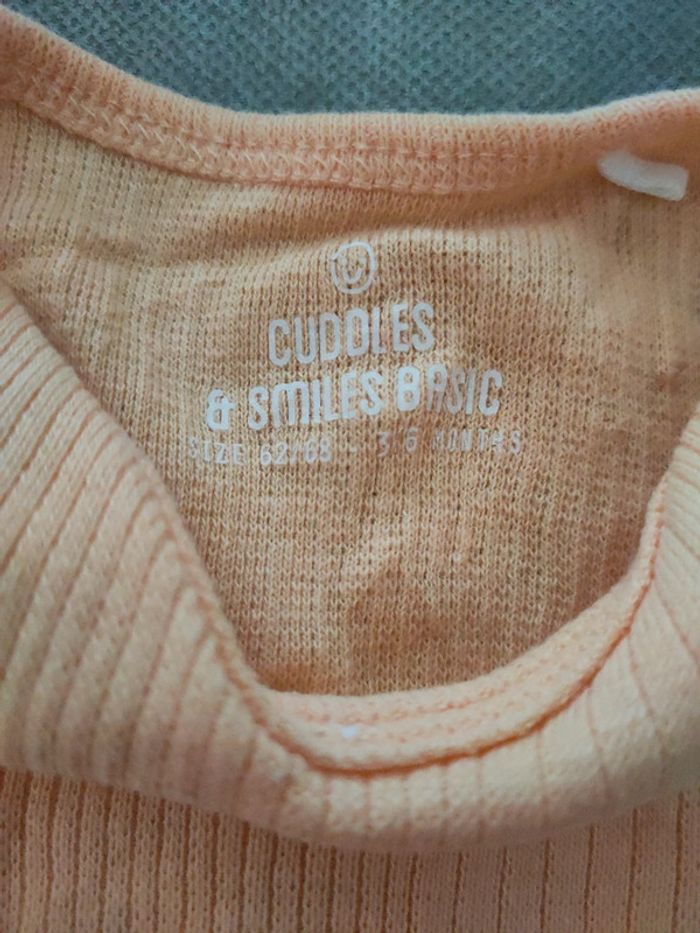 CUDDLES
& SMILES BASIC
SIZE 62/68 - 3-6 MONTHS